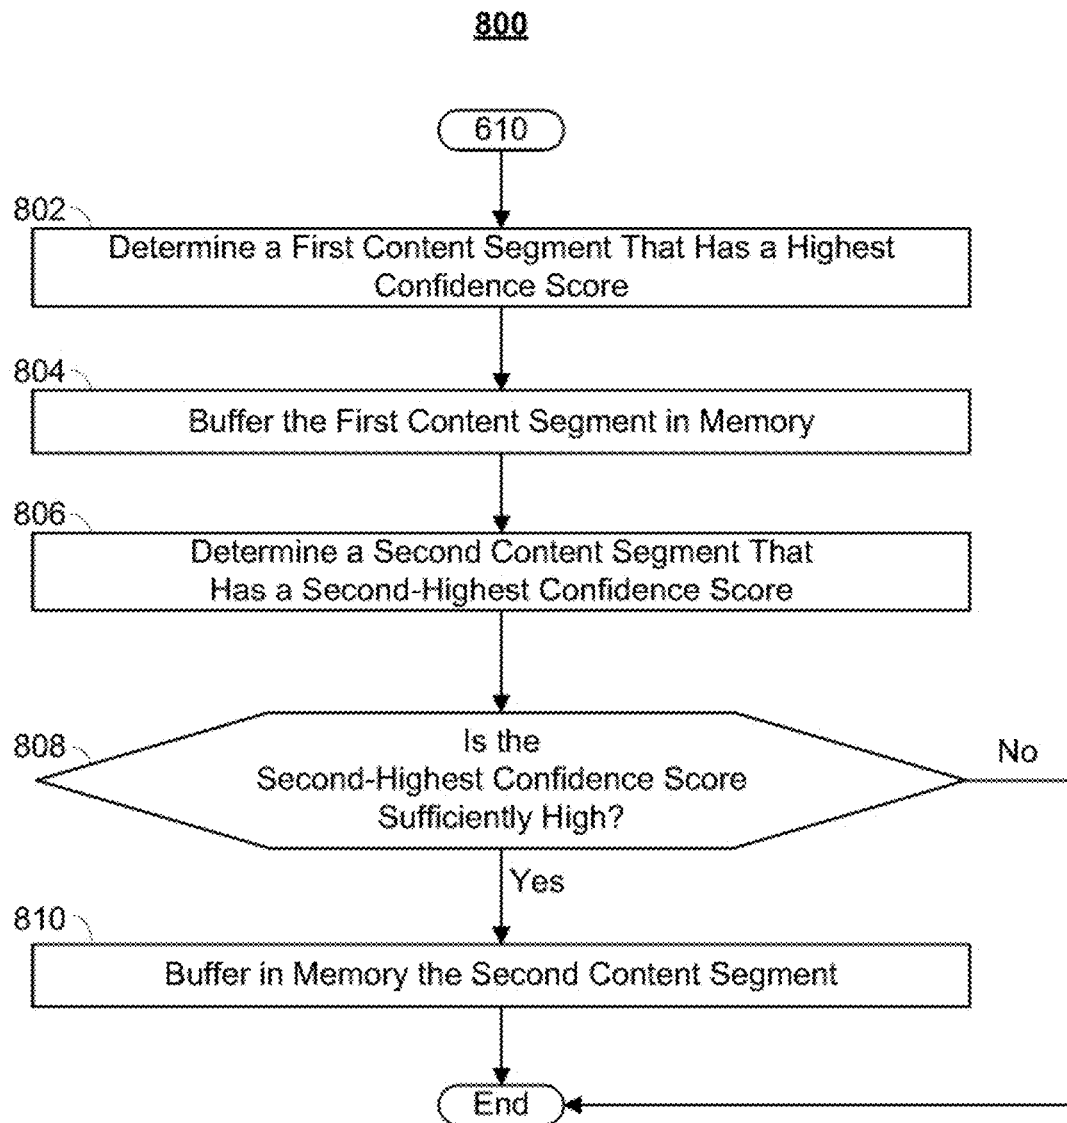 800
610
802
Determine a First Content Segment That Has a Highest
Confidence Score
804
Buffer the First Content Segment in Memory
806
Determine a Second Content Segment That
Has a Second-Highest Confidence Score
808
Is the
Second-Highest Confidence Score
Sufficiently High?
No
Yes
810
Buffer in Memory the Second Content Segment
End